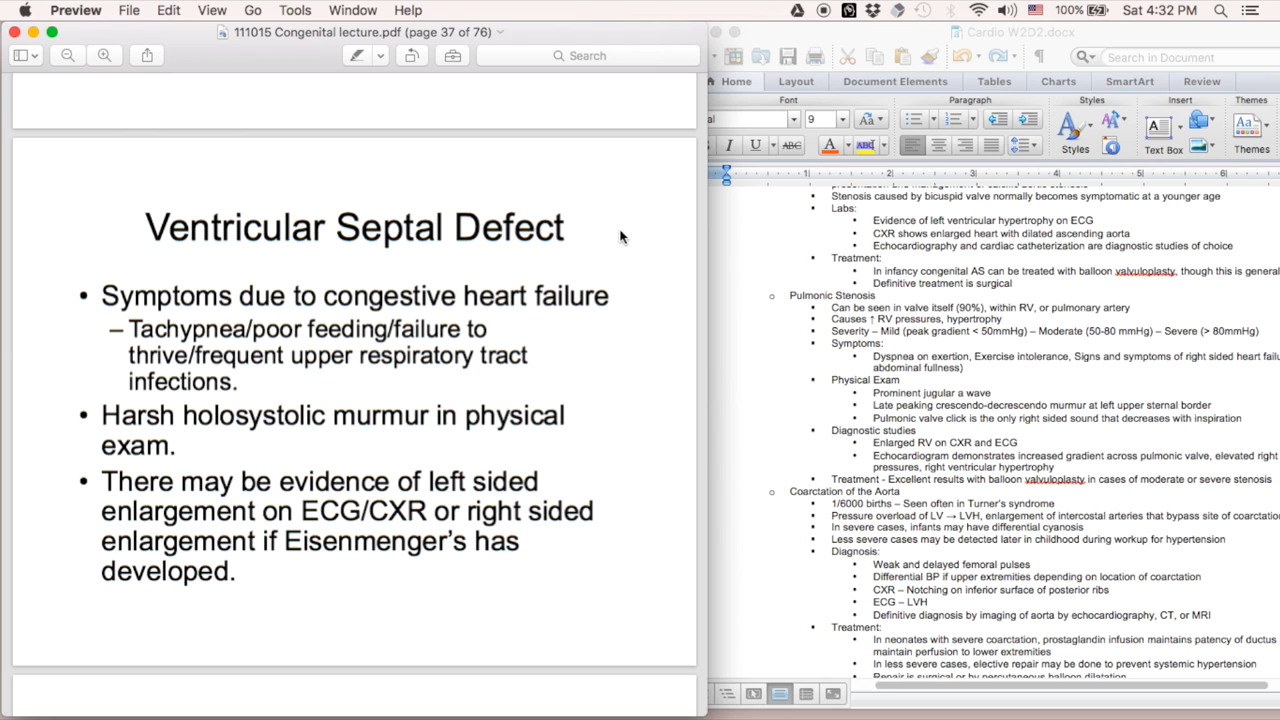 Preview File Edit View Go Tools Window Help 100% Sat 4:32 PM
111015 Congenital lecture.pdf (page 37 of 76)
Search
Ventricular Septal Defect
• Symptoms due to congestive heart failure
– Tachypnea/poor feeding/failure to
thrive/frequent upper respiratory tract
infections.
• Harsh holosystolic murmur in physical
exam.
• There may be evidence of left sided
enlargement on ECG/CXR or right sided
enlargement if Eisenmenger's has
developed.
Cardio W2D2.docx
Search in Document
Home Layout Document Elements Tables Charts SmartArt Review
Font Paragraph Styles Insert Themes
9 Aa
I U ABC A ABC Styles Text Box Themes
1 2 3 4 5 6
Stenosis caused by bicuspid valve normally becomes symptomatic at a younger age
Labs:
Evidence of left ventricular hypertrophy on ECG
CXR shows enlarged heart with dilated ascending aorta
Echocardiography and cardiac catheterization are diagnostic studies of choice
Treatment:
In infancy congenital AS can be treated with balloon valvuloplasty, though this is general
Definitive treatment is surgical
o Pulmonic Stenosis
Can be seen in valve itself (90%), within RV, or pulmonary artery
Causes ↑ RV pressures, hypertrophy
Severity – Mild (peak gradient < 50mmHg) – Moderate (50-80 mmHg) – Severe (> 80mmHg)
Symptoms:
Dyspnea on exertion, Exercise intolerance, Signs and symptoms of right sided heart failu
abdominal fullness)
Physical Exam
Prominent jugular a wave
Late peaking crescendo-decrescendo murmur at left upper sternal border
Pulmonic valve click is the only right sided sound that decreases with inspiration
Diagnostic studies
Enlarged RV on CXR and ECG
Echocardiogram demonstrates increased gradient across pulmonic valve, elevated right
pressures, right ventricular hypertrophy
Treatment - Excellent results with balloon valvuloplasty in cases of moderate or severe stenosis
o Coarctation of the Aorta
1/6000 births – Seen often in Turner's syndrome
Pressure overload of LV → LVH, enlargement of intercostal arteries that bypass site of coarctatio
In severe cases, infants may have differential cyanosis
Less severe cases may be detected later in childhood during workup for hypertension
Diagnosis:
Weak and delayed femoral pulses
Differential BP if upper extremities depending on location of coarctation
CXR – Notching on inferior surface of posterior ribs
ECG – LVH
Definitive diagnosis by imaging of aorta by echocardiography, CT, or MRI
Treatment:
In neonates with severe coarctation, prostaglandin infusion maintains patency of ductus
maintain perfusion to lower extremities
In less severe cases, elective repair may be done to prevent systemic hypertension
Repair is surgical or by percutaneous balloon dilatation